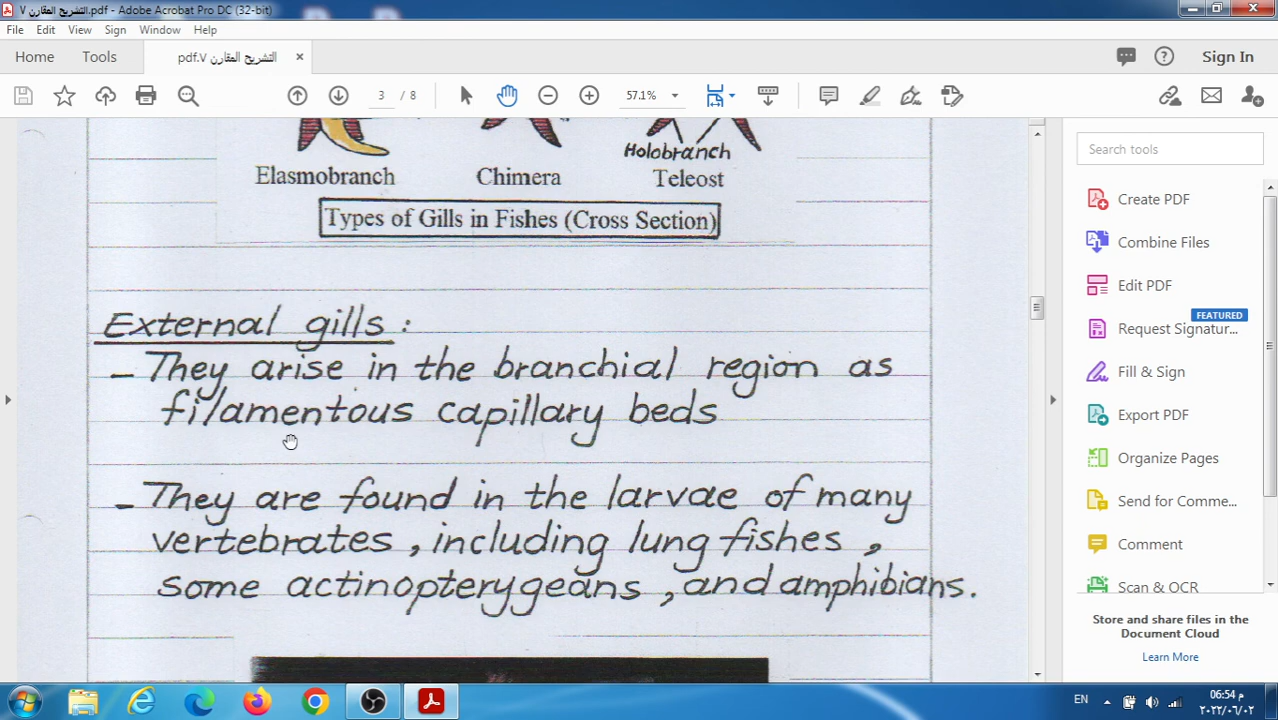 التشريح المقارن V.pdf - Adobe Acrobat Pro DC (32-bit)
File Edit View Sign Window Help
Home Tools التشريح المقارن V.pdf ×
3 / 8 57.1% Sign In
Holobranch
Elasmobranch Chimera Teleost
Types of Gills in Fishes (Cross Section)
External gills :
- They arise in the branchial region as
filamentous capillary beds
- They are found in the larvae of many
vertebrates , including lung fishes ,
some actinopterygeans , and amphibians .
Search tools
Create PDF
Combine Files
Edit PDF
FEATURED
Request Signatur...
Fill & Sign
Export PDF
Organize Pages
Send for Comme...
Comment
Scan & OCR
Store and share files in the
Document Cloud
Learn More
EN 06:54 م
٢٠٢٢/٠٦/٠٢